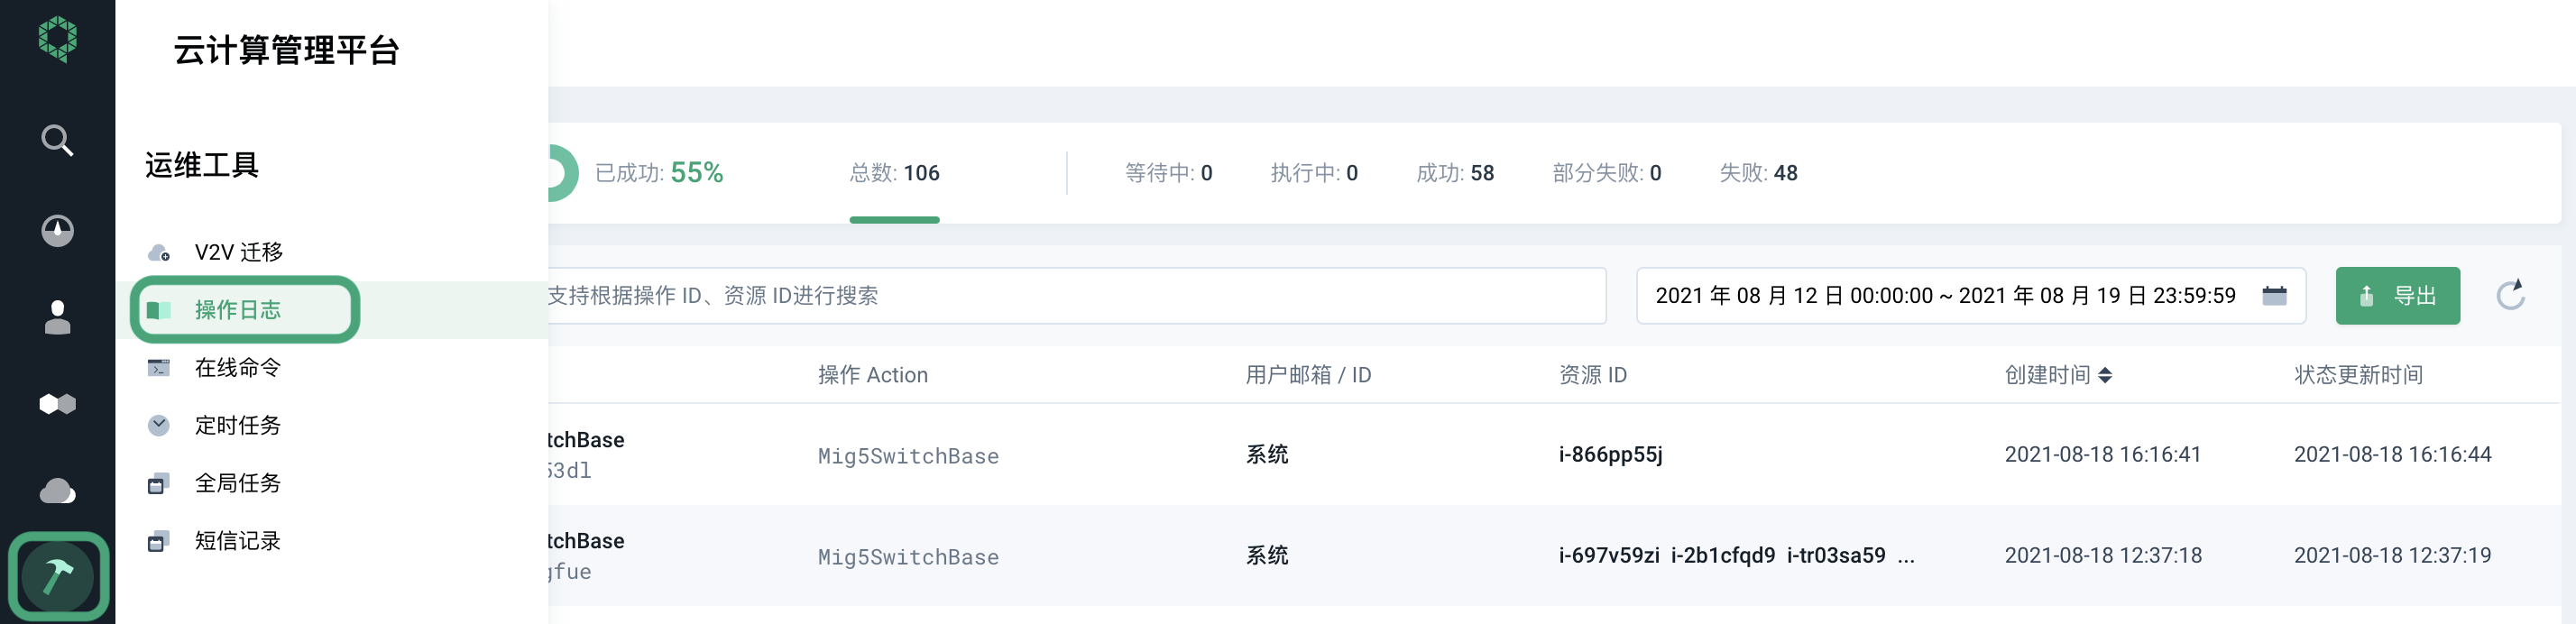 云计算管理平台
运维工具
V2V 迁移
操作日志
在线命令
定时任务
全局任务
短信记录
已成功: 55% 总数: 106 等待中: 0 执行中: 0 成功: 58 部分失败: 0 失败: 48
支持根据操作 ID、资源 ID进行搜索 2021 年 08 月 12 日 00:00:00 ~ 2021 年 08 月 19 日 23:59:59 导出
操作 Action 用户邮箱 / ID 资源 ID 创建时间 状态更新时间
tchBase Mig5SwitchBase 系统 i-866pp55j 2021-08-18 16:16:41 2021-08-18 16:16:44
53dl
tchBase Mig5SwitchBase 系统 i-697v59zi i-2b1cfqd9 i-tr03sa59 ... 2021-08-18 12:37:18 2021-08-18 12:37:19
gfue